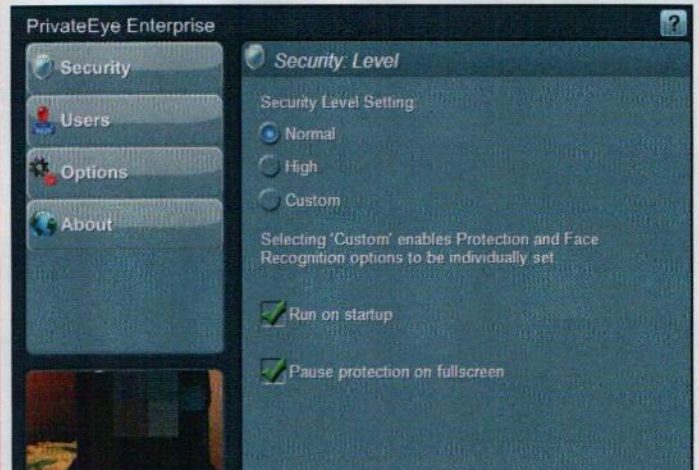 PrivateEye Enterprise
?
Security
Users
Options
About
Security: Level
Security Level Setting:
Normal
High
Custom
Selecting 'Custom' enables Protection and Face
Recognition options to be individually set
Run on startup
Pause protection on fullscreen